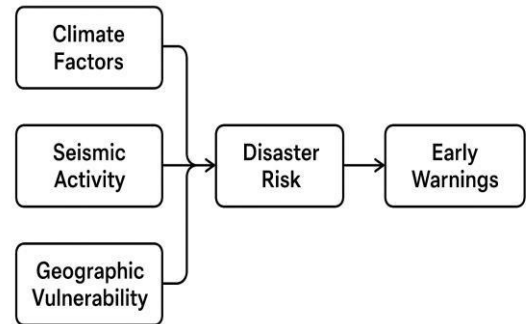 Climate
Factors
Seismic
Activity
Geographic
Vulnerability
Disaster
Risk
Early
Warnings